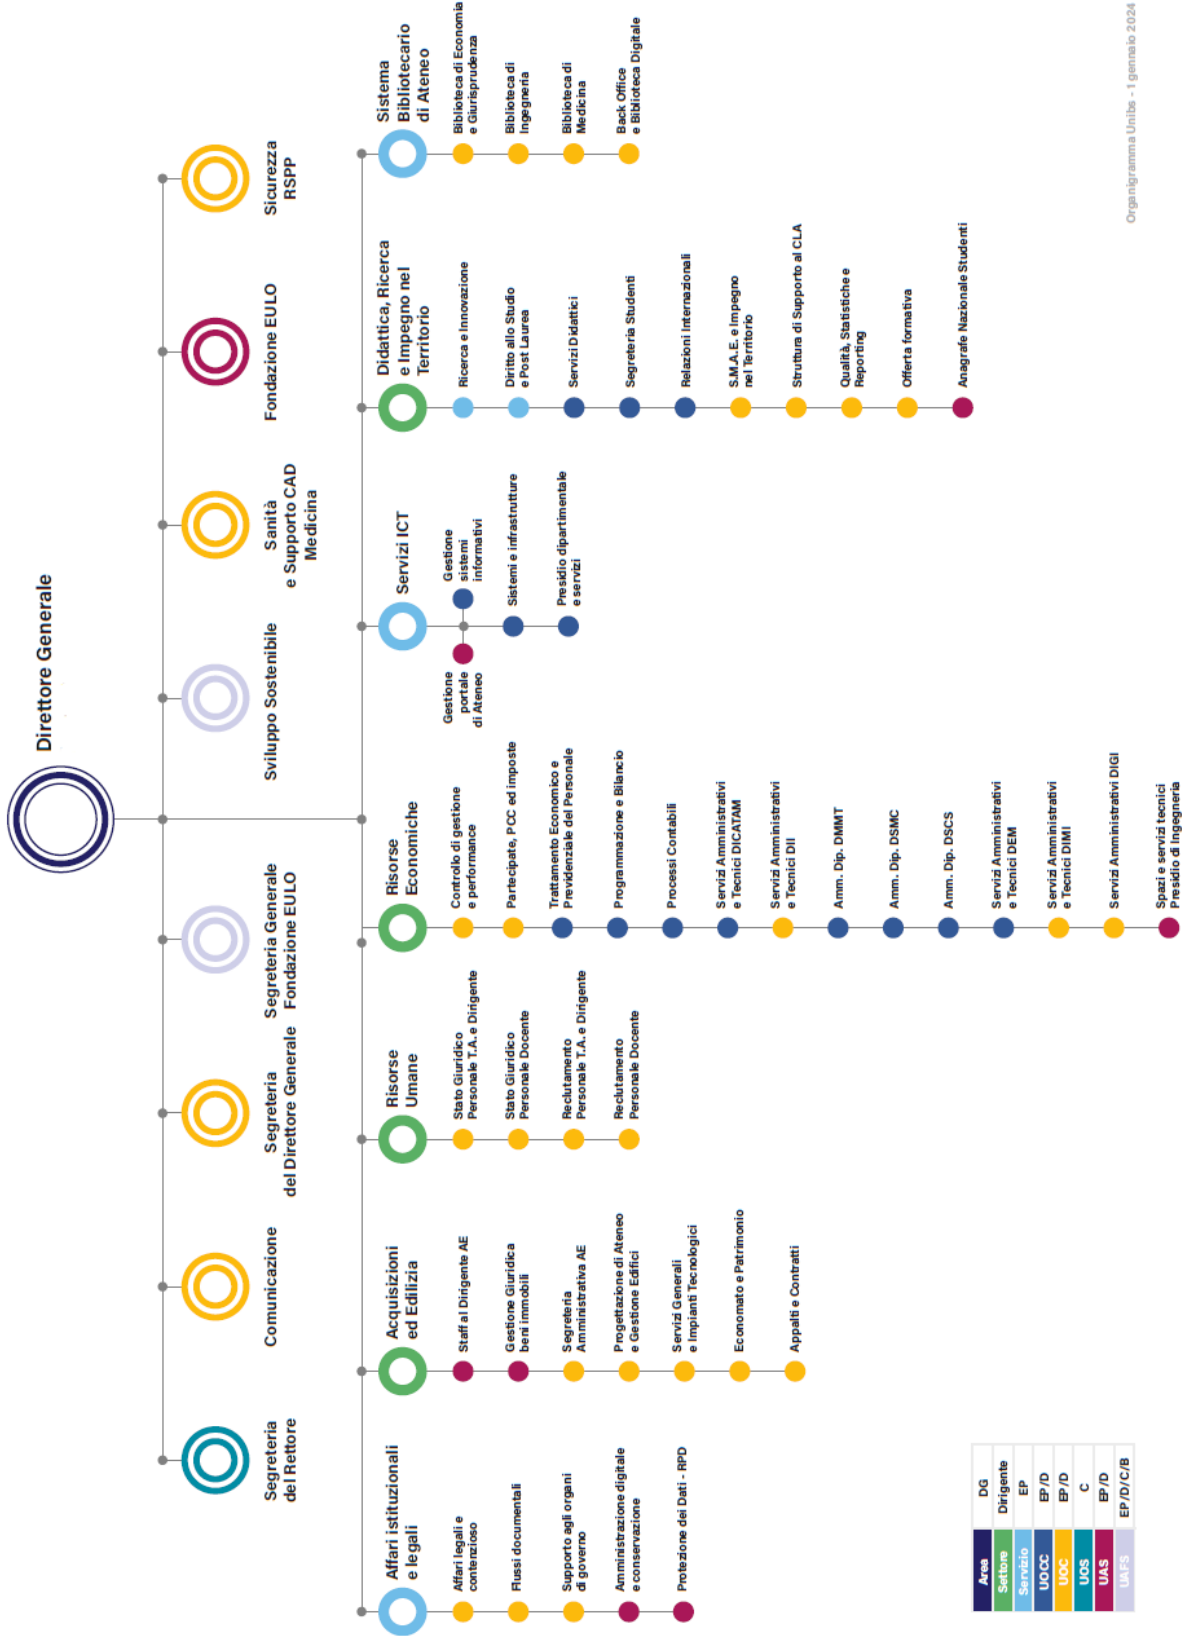 Direttore Generale
Segreteria
del Rettore
Comunicazione
Segreteria
del Direttore Generale
Segreteria Generale
Fondazione EULO
Sviluppo Sostenibile
Sanità
e Supporto CAD
Medicina
Fondazione EULO
Sicurezza
RSPP
Affari istituzionali
e legali
Affari legali e
contenzioso
Flussi documentali
Supporto agli organi
di governo
Amministrazione digitale
e conservazione
Protezione dei Dati - RPD
Acquisizioni
ed Edilizia
Staff al Dirigente AE
Gestione Giuridica
beni immobili
Segreteria
Amministrativa AE
Progettazione di Ateneo
e Gestione Edifici
Servizi Generali
e Impianti Tecnologici
Economato e Patrimonio
Appalti e Contratti
Risorse
Umane
Stato Giuridico
Personale T.A. e Dirigente
Stato Giuridico
Personale Docente
Reclutamento
Personale T.A. e Dirigente
Reclutamento
Personale Docente
Risorse
Economiche
Controllo di gestione
e performance
Partecipate, PCC ed imposte
Trattamento Economico e
Previdenziale del Personale
Programmazione e Bilancio
Processi Contabili
Servizi Amministrativi
e Tecnici DICATAM
Servizi Amministrativi
e Tecnici DII
Amm. Dip. DMMT
Amm. Dip. DSMC
Amm. Dip. DSCS
Servizi Amministrativi
e Tecnici DEM
Servizi Amministrativi
e Tecnici DIMI
Servizi Amministrativi DIGI
Spazi e servizi tecnici
Presidio di Ingegneria
Servizi ICT
Gestione
portale
di Ateneo
Gestione
sistemi
informativi
Sistemi e infrastrutture
Presidio dipartimentale
e servizi
Didattica, Ricerca
e Impegno nel
Territorio
Ricerca e Innovazione
Diritto allo Studio
e Post Laurea
Servizi Didattici
Segreteria Studenti
Relazioni Internazionali
S.M.A.E. e Impegno
nel Territorio
Struttura di Supporto al CLA
Qualità, Statistiche e
Reporting
Offerta formativa
Anagrafe Nazionale Studenti
Sistema
Bibliotecario
di Ateneo
Biblioteca di Economia
e Giurisprudenza
Biblioteca di
Ingegneria
Biblioteca di
Medicina
Back Office
e Biblioteca Digitale
Area DG
Settore Dirigente
Servizio EP
UOCC EP/D
UOC EP/D
UOS C
UAS EP/D
UAFS EP/D/C/B
Organigramma Unibs - 1 gennaio 2024